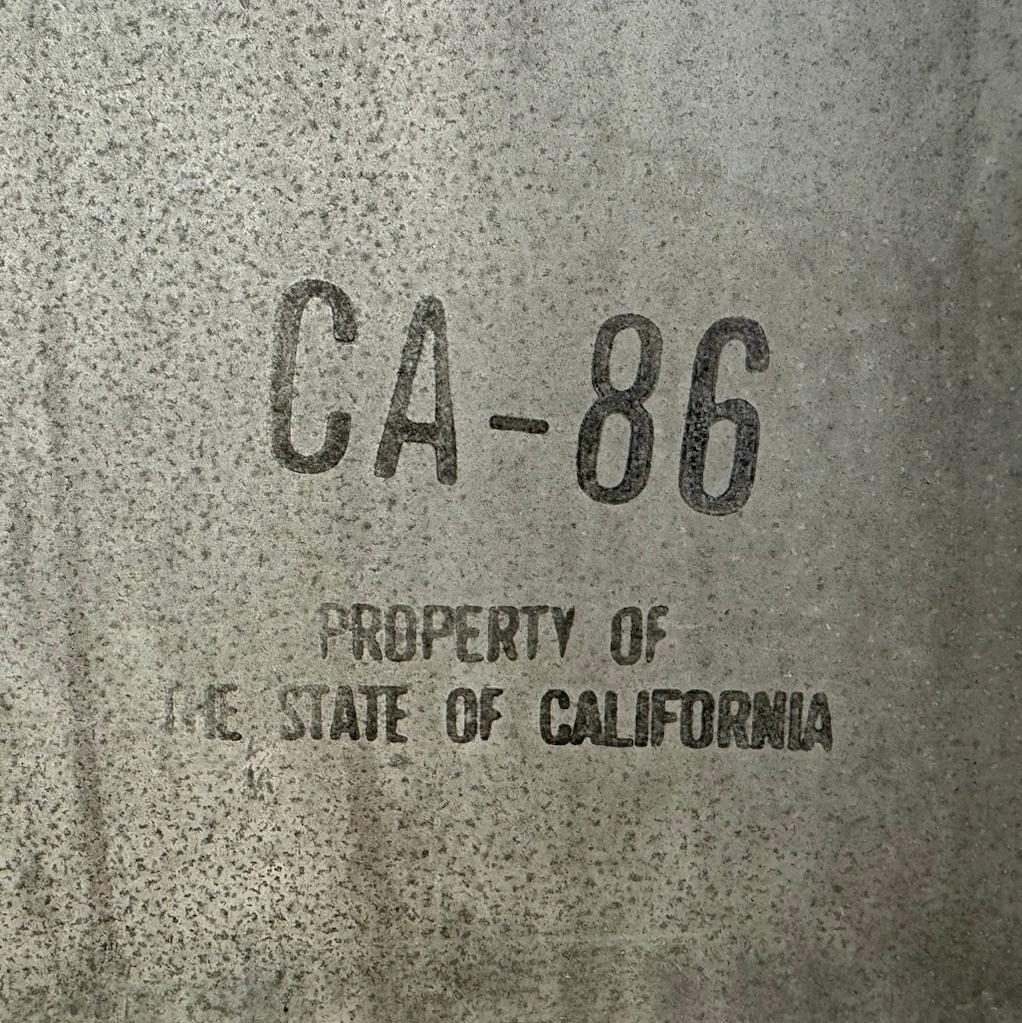 CA-86
PROPERTY OF
THE STATE OF CALIFORNIA